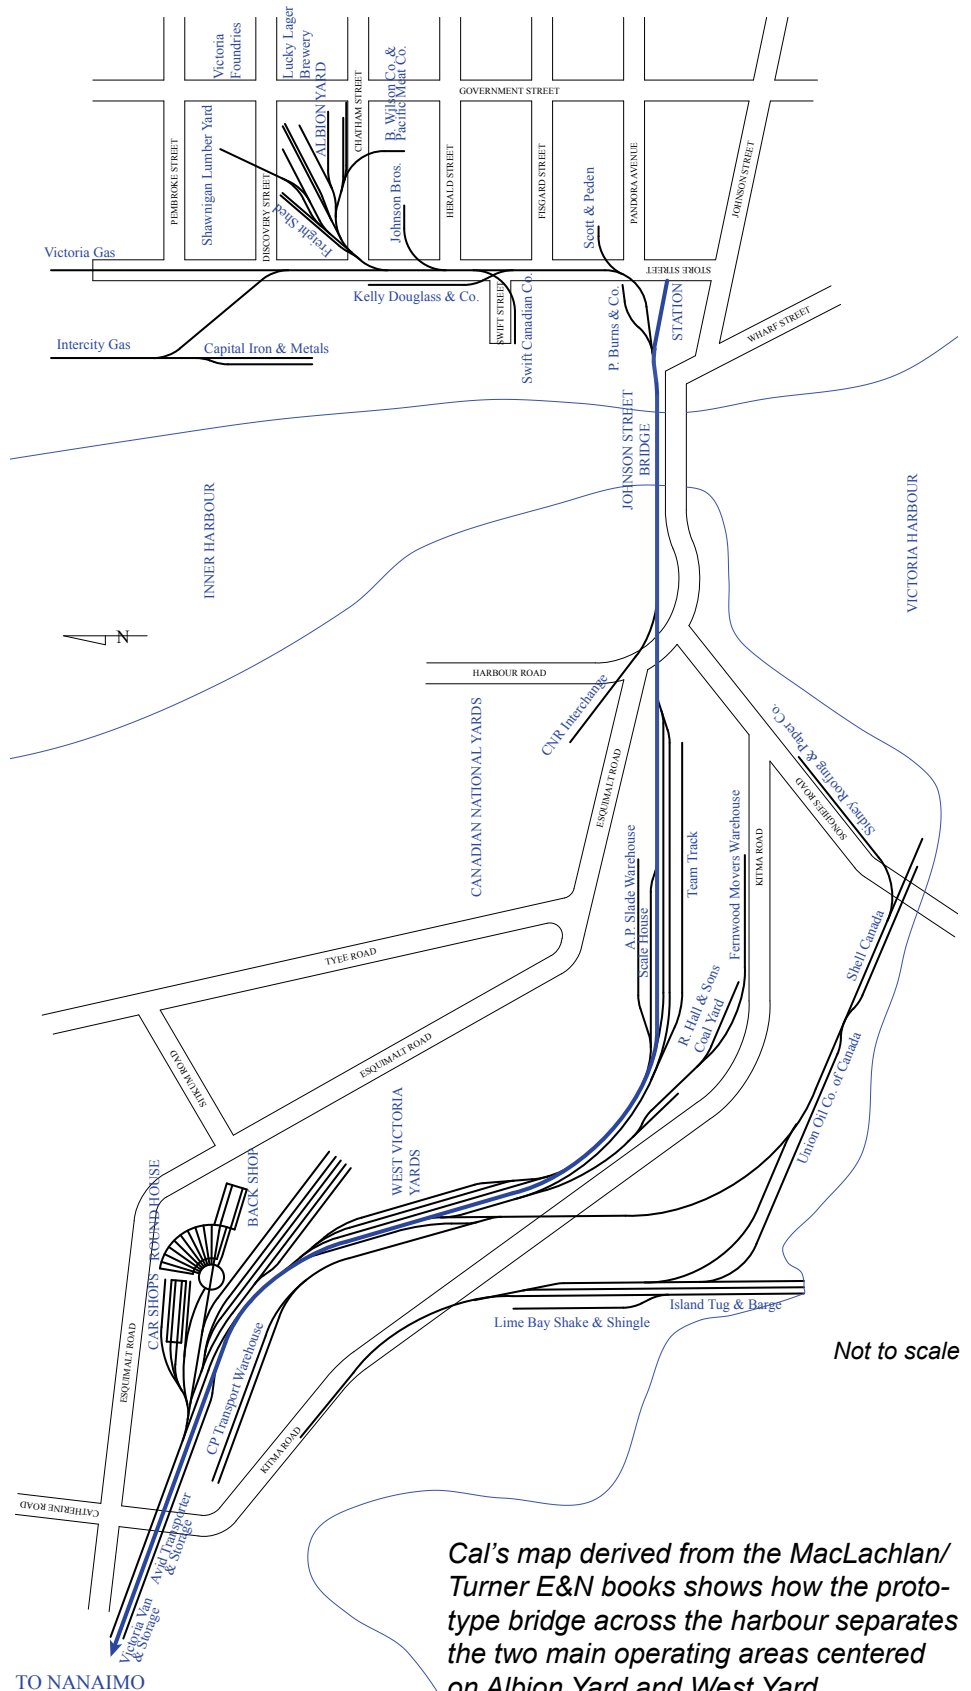 Victoria
Foundries
Lucky Lager
Brewery
ALBION YARD
CHATHAM STREET
B. Wilson Co. &
Pacific Meat Co.
GOVERNMENT STREET
PEMBROKE STREET
Shawnigan Lumber Yard
DISCOVERY STREET
Freight Shed
Johnson Bros.
HERALD STREET
FISGARD STREET
Scott & Peden
PANDORA AVENUE
JOHNSON STREET
Victoria Gas
STORE STREET
Kelly Douglass & Co.
SWIFT STREET
Swift Canadian Co.
P. Burns & Co.
STATION
WHARF STREET
Intercity Gas
Capital Iron & Metals
JOHNSON STREET
BRIDGE
INNER HARBOUR
VICTORIA HARBOUR
N
HARBOUR ROAD
CNR Interchange
CANADIAN NATIONAL YARDS
ESQUIMALT ROAD
Sidney Roofing & Paper Co.
SONGHEES ROAD
KITMA ROAD
A.P. Slade Warehouse
Scale House
Team Track
Fernwood Movers Warehouse
TYEE ROAD
Shell Canada
R. Hall & Sons
Coal Yard
SITKUM ROAD
ESQUIMALT ROAD
Union Oil Co. of Canada
WEST VICTORIA
YARDS
ROUND HOUSE
BACK SHOP
CAR SHOPS
Island Tug & Barge
Lime Bay Shake & Shingle
Not to scale
ESQUIMALT ROAD
CP Transport Warehouse
KITMA ROAD
CATHERINE ROAD
Avid Transporter
& Storage
Victoria Van
& Storage
TO NANAIMO
Cal's map derived from the MacLachlan/
Turner E&N books shows how the proto-
type bridge across the harbour separates
the two main operating areas centered
on Albion Yard and West Yard